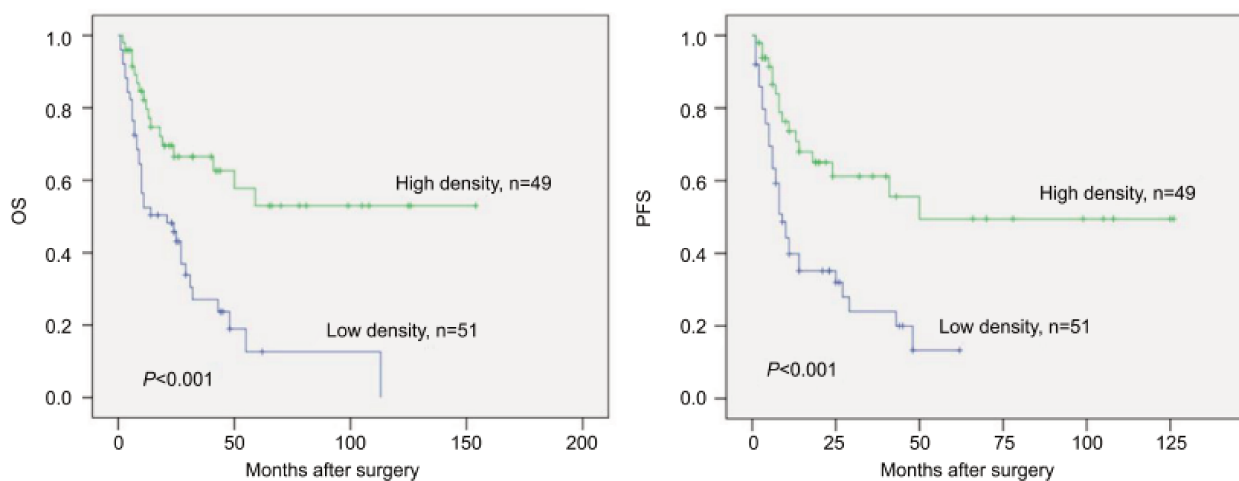 OS
1.0
0.8
0.6
0.4
0.2
0.0
High density, n=49
Low density, n=51
P<0.001
0 50 100 150 200
Months after surgery
PFS
1.0
0.8
0.6
0.4
0.2
0.0
High density, n=49
Low density, n=51
P<0.001
0 25 50 75 100 125
Months after surgery